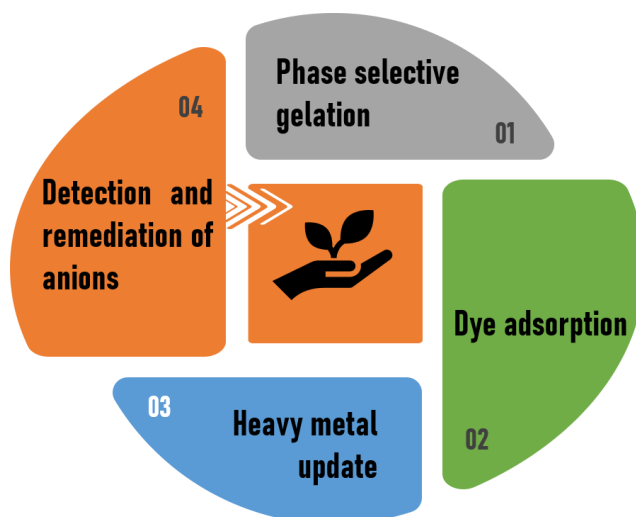 Phase selective
gelation
01
Dye adsorption
02
03
Heavy metal
update
04
Detection and
remediation of
anions